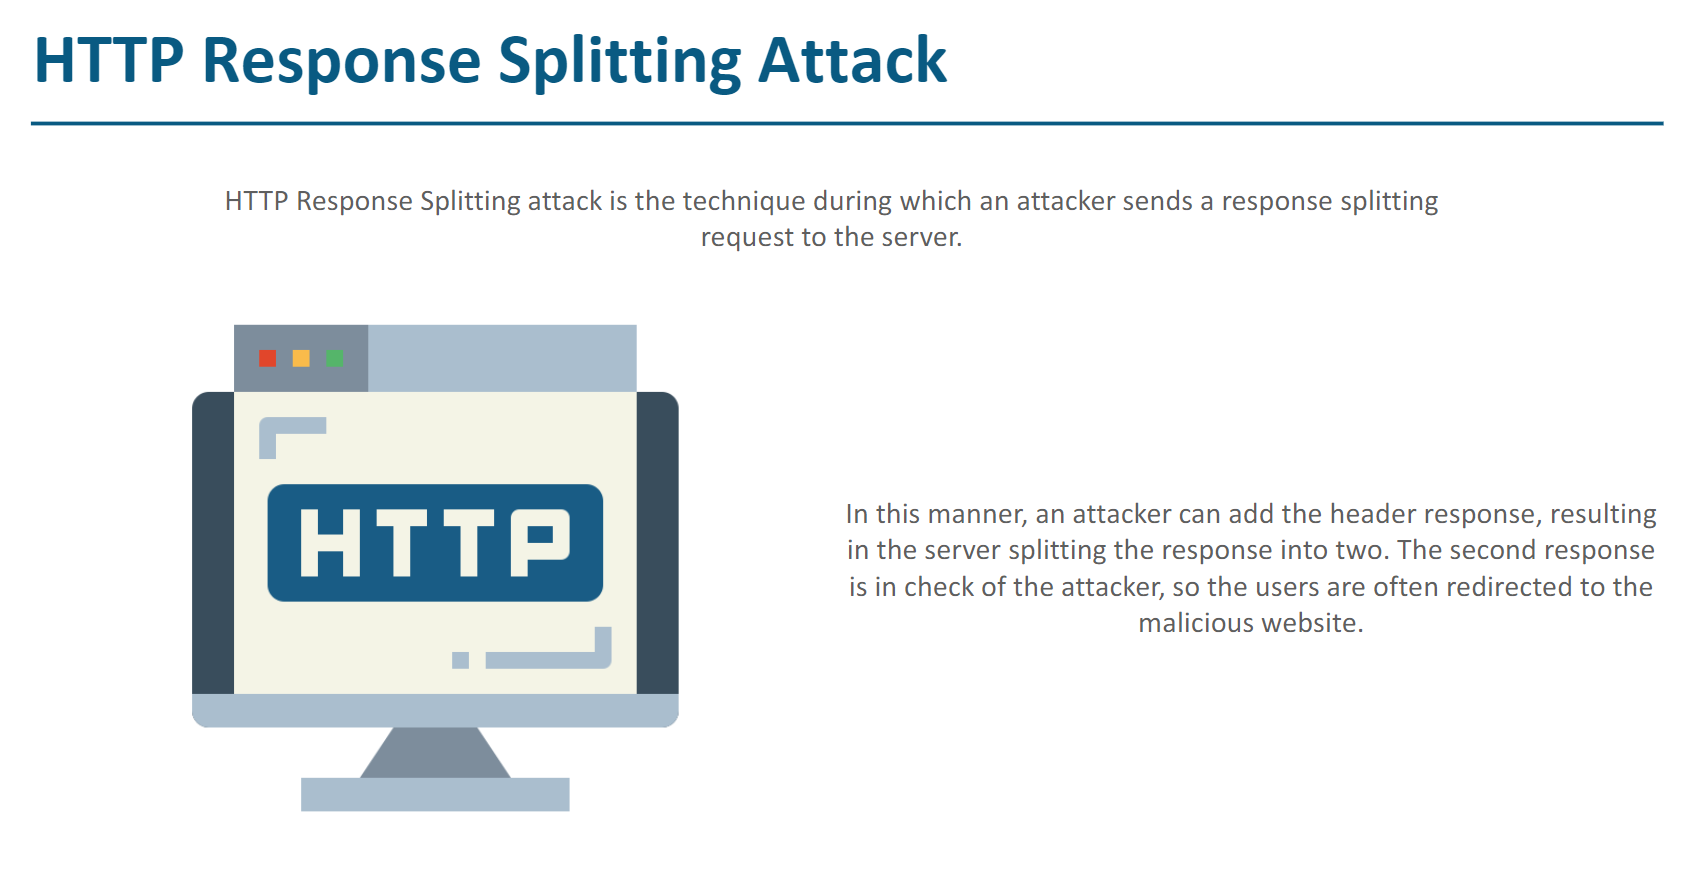 HTTP Response Splitting Attack
HTTP Response Splitting attack is the technique during which an attacker sends a response splitting
request to the server.
HTTP
In this manner, an attacker can add the header response, resulting
in the server splitting the response into two. The second response
is in check of the attacker, so the users are often redirected to the
malicious website.